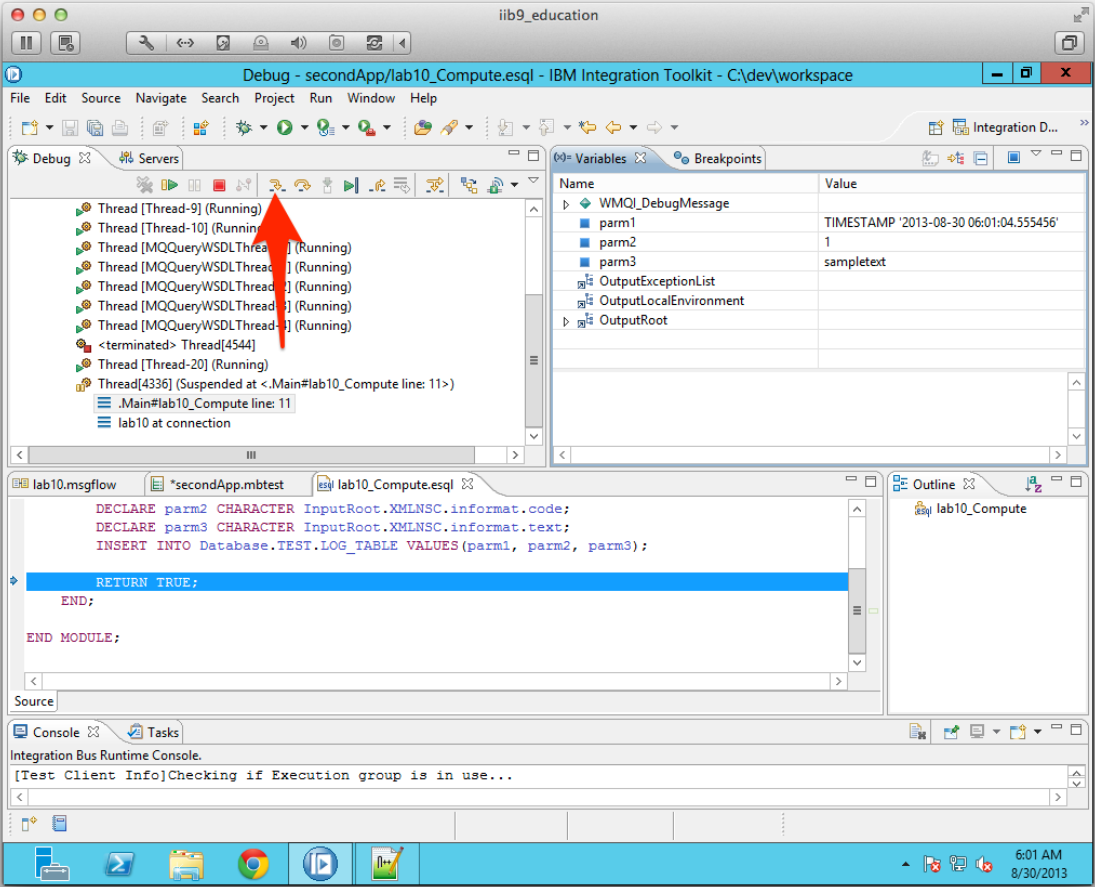 iib9_education
Debug - secondApp/lab10_Compute.esql - IBM Integration Toolkit - C:\dev\workspace
File Edit Source Navigate Search Project Run Window Help
Integration D...
Debug Servers
Thread [Thread-9] (Running)
Thread [Thread-10] (Running)
Thread [MQQueryWSDLThread ] (Running)
Thread [MQQueryWSDLThread ] (Running)
Thread [MQQueryWSDLThread ] (Running)
Thread [MQQueryWSDLThread ] (Running)
Thread [MQQueryWSDLThread ] (Running)
<terminated> Thread[4544]
Thread [Thread-20] (Running)
Thread[4336] (Suspended at <.Main#lab10_Compute line: 11>)
.Main#lab10_Compute line: 11
lab10 at connection
(x)= Variables Breakpoints
Name Value
WMQI_DebugMessage
parm1 TIMESTAMP '2013-08-30 06:01:04.555456'
parm2 1
parm3 sampletext
OutputExceptionList
OutputLocalEnvironment
OutputRoot
lab10.msgflow *secondApp.mbtest esql lab10_Compute.esql
DECLARE parm2 CHARACTER InputRoot.XMLNSC.informat.code;
DECLARE parm3 CHARACTER InputRoot.XMLNSC.informat.text;
INSERT INTO Database.TEST.LOG_TABLE VALUES(parm1, parm2, parm3);
RETURN TRUE;
END;
END MODULE;
Source
Outline
esql lab10_Compute
Console Tasks
Integration Bus Runtime Console.
[Test Client Info]Checking if Execution group is in use...
6:01 AM
8/30/2013